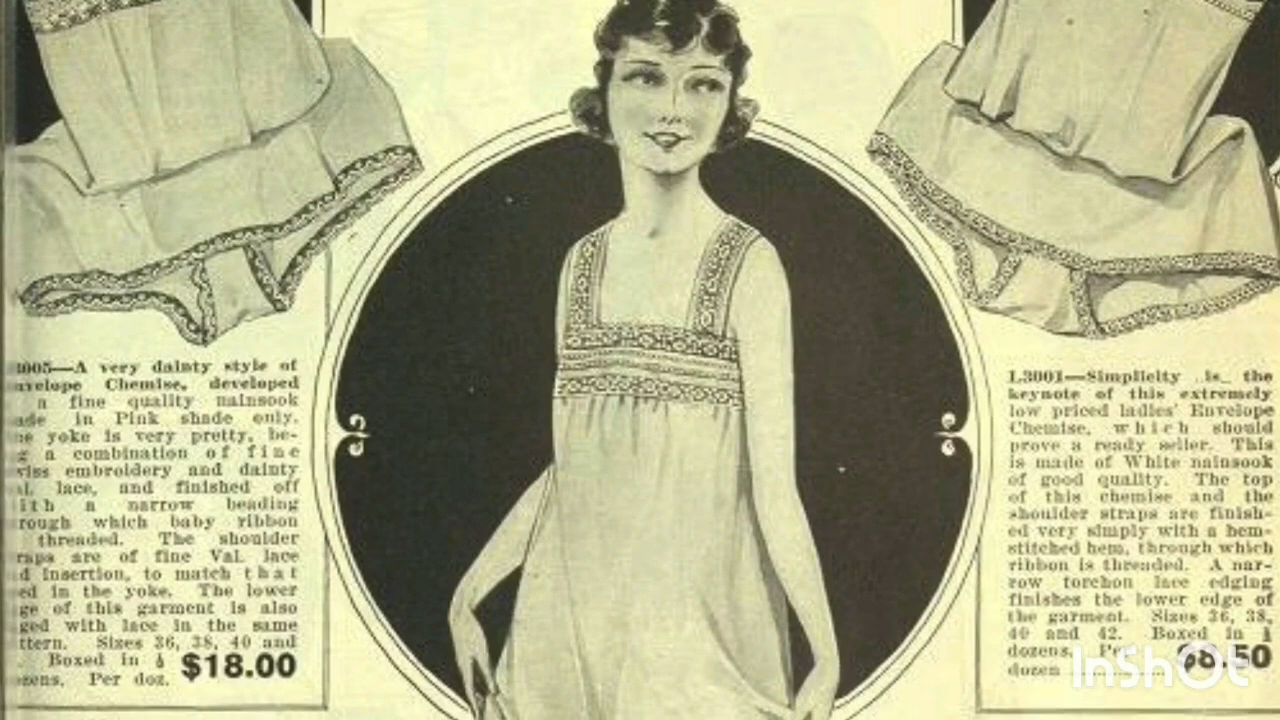 3005—A very dainty style of
nvelope Chemise, developed
a fine quality nainsook
ade in Pink shade only.
he yoke is very pretty, be-
g a combination of fine
wiss embroidery and dainty
al. lace, and finished off
ith a narrow beading
rough which baby ribbon
threaded. The shoulder
raps are of fine Val. lace
d insertion, to match that
ed in the yoke. The lower
ge of this garment is also
ged with lace in the same
ttern. Sizes 36, 38, 40 and
Boxed in
ozens. Per doz. $18.00
L3001—Simplicity is the
keynote of this extremely
low priced ladies' Envelope
Chemise, which should
prove a ready seller. This
is made of White nainsook
of good quality. The top
of this chemise and the
shoulder straps are finish-
ed very simply with a hem-
stitched hem, through which
ribbon is threaded. A nar-
row torchon lace edging
finishes the lower edge of
the garment. Sizes 36, 38,
40 and 42. Boxed in
dozens. Per
dozen $8.50
InShOt